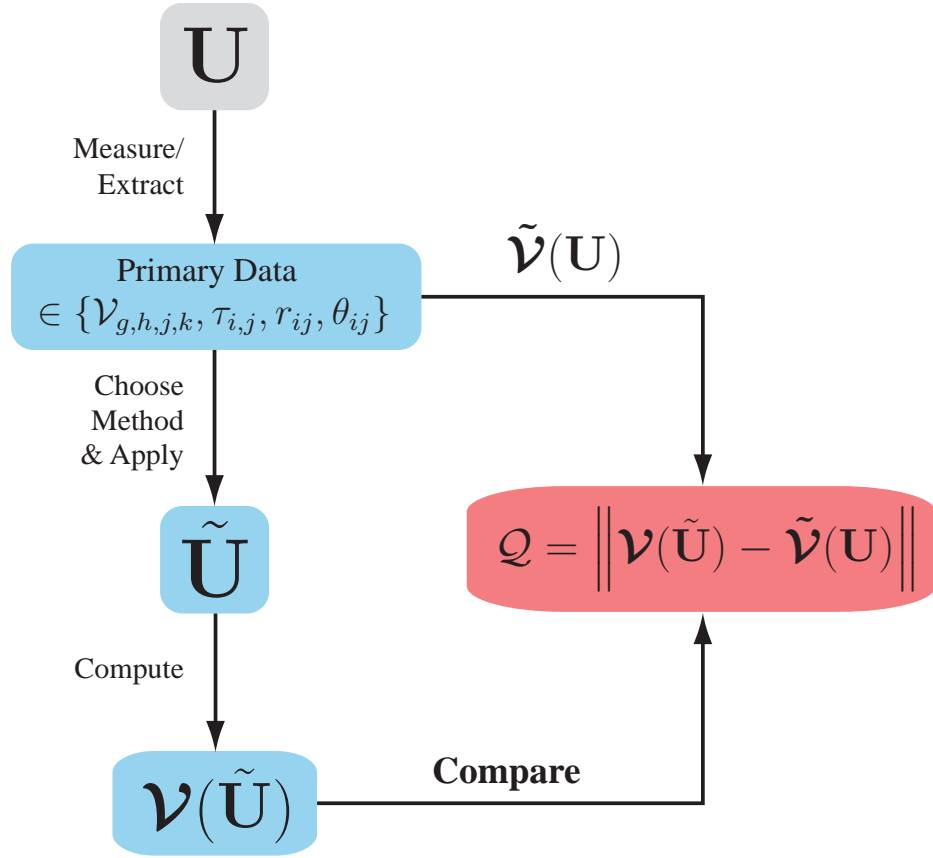 U
Measure/
Extract
Primary Data
∈ {𝒱_{g,h,j,k}, τ_{i,j}, r_{ij}, θ_{ij}}
𝓥̃(U)
Choose
Method
& Apply
Ũ
𝒬 = ‖𝓥(Ũ) − 𝓥̃(U)‖
Compute
𝓥(Ũ)
Compare